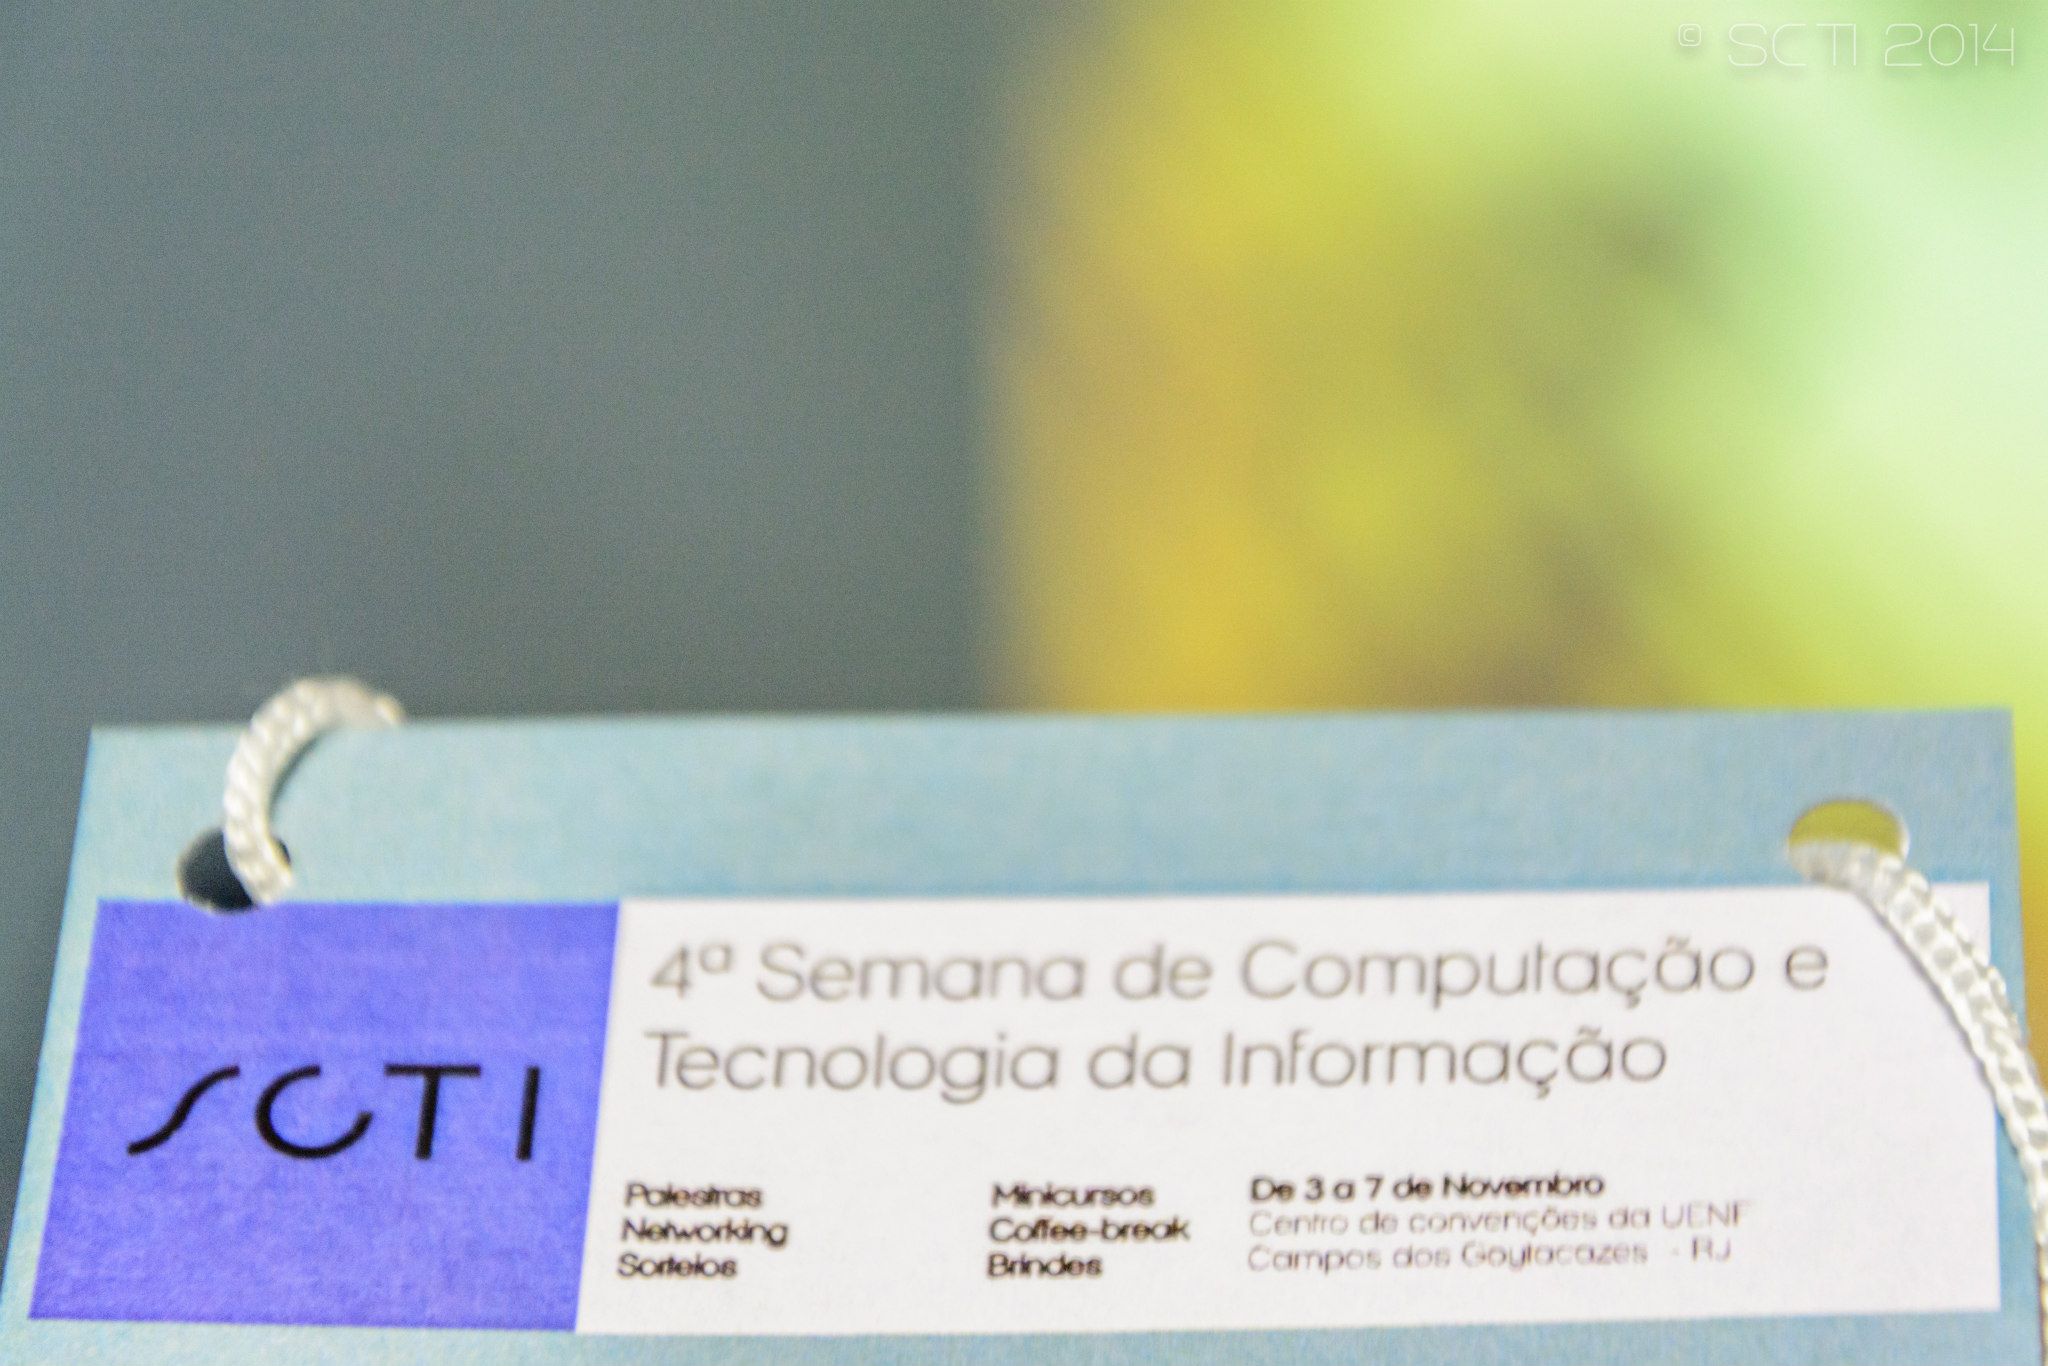 © SCTI 2014
SCTI
4ª Semana de Computação e
Tecnologia da Informação
Palestras
Networking
Sorteios
Minicursos
Coffee-break
Brindes
De 3 a 7 de Novembro
Centro de convenções da UENF
Campos dos Goytacazes - RJ